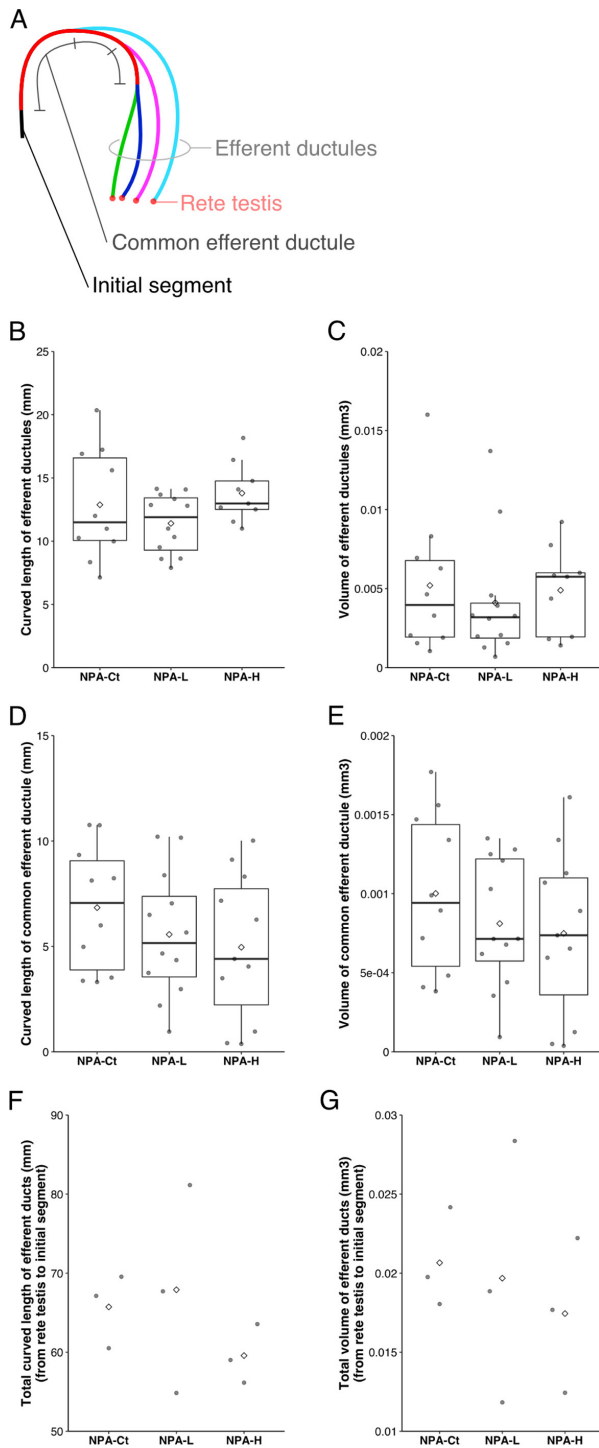 A
Efferent ductules
Rete testis
Common efferent ductule
Initial segment
B
Curved length of efferent ductules (mm)
25
20
15
10
5
0
NPA-Ct NPA-L NPA-H
C
Volume of efferent ductules (mm3)
0.02
0.015
0.01
0.005
0
NPA-Ct NPA-L NPA-H
D
Curved length of common efferent ductule (mm)
15
10
5
0
NPA-Ct NPA-L NPA-H
E
Volume of common efferent ductule (mm3)
0.002
0.0015
0.001
5e-04
0
NPA-Ct NPA-L NPA-H
F
Total curved length of efferent ducts (mm)
(from rete testis to initial segment)
90
80
70
60
50
NPA-Ct NPA-L NPA-H
G
Total volume of efferent ducts (mm3)
(from rete testis to initial segment)
0.03
0.025
0.02
0.015
0.01
NPA-Ct NPA-L NPA-H